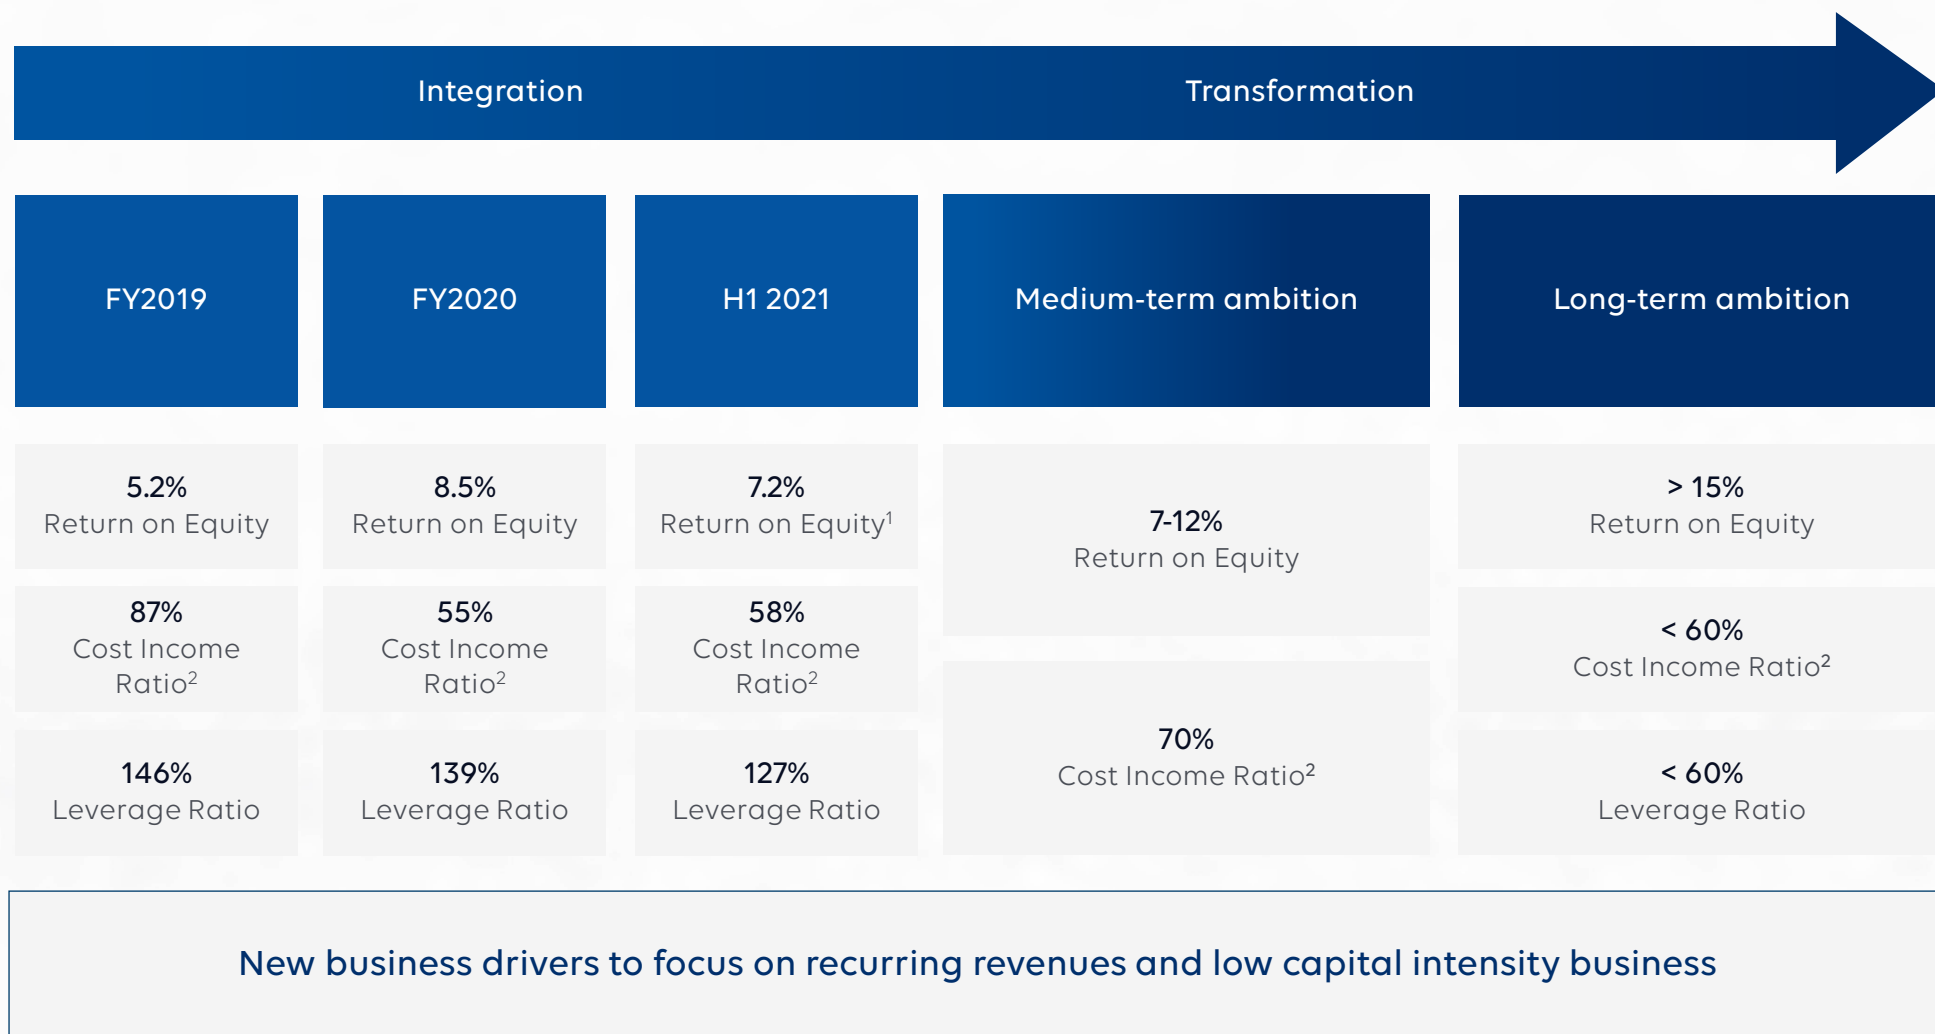 Integration
Transformation
FY2019
FY2020
H1 2021
Medium-term ambition
Long-term ambition
5.2%
Return on Equity
87%
Cost Income
Ratio²
146%
Leverage Ratio
8.5%
Return on Equity
55%
Cost Income
Ratio²
139%
Leverage Ratio
7.2%
Return on Equity¹
58%
Cost Income
Ratio²
127%
Leverage Ratio
7-12%
Return on Equity
70%
Cost Income Ratio²
> 15%
Return on Equity
< 60%
Cost Income Ratio²
< 60%
Leverage Ratio
New business drivers to focus on recurring revenues and low capital intensity business